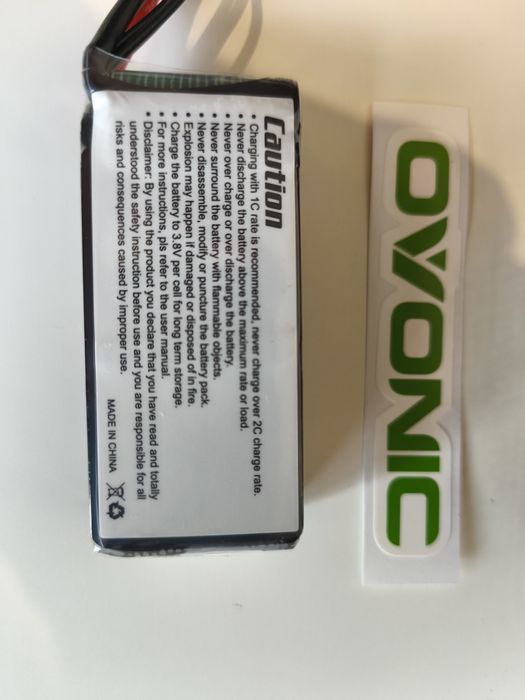 Caution
• Charging with 1C rate is recommended, never charge over 2C charge rate.
• Never discharge the battery above the maximum rate or load.
• Never over charge or over discharge the battery.
• Never surround the battery with flammable objects.
• Never disassemble, modify or puncture the battery pack.
• Explosion may happen if damaged or disposed of in fire.
• Charge the battery to 3.8V per cell for long term storage.
• For more instructions, pls refer to the user manual.
• Disclaimer: By using the product you declare that you have read and totally
understood the safety instruction before use and you are responsible for all
risks and consequences caused by improper use.
MADE IN CHINA
OVONIC